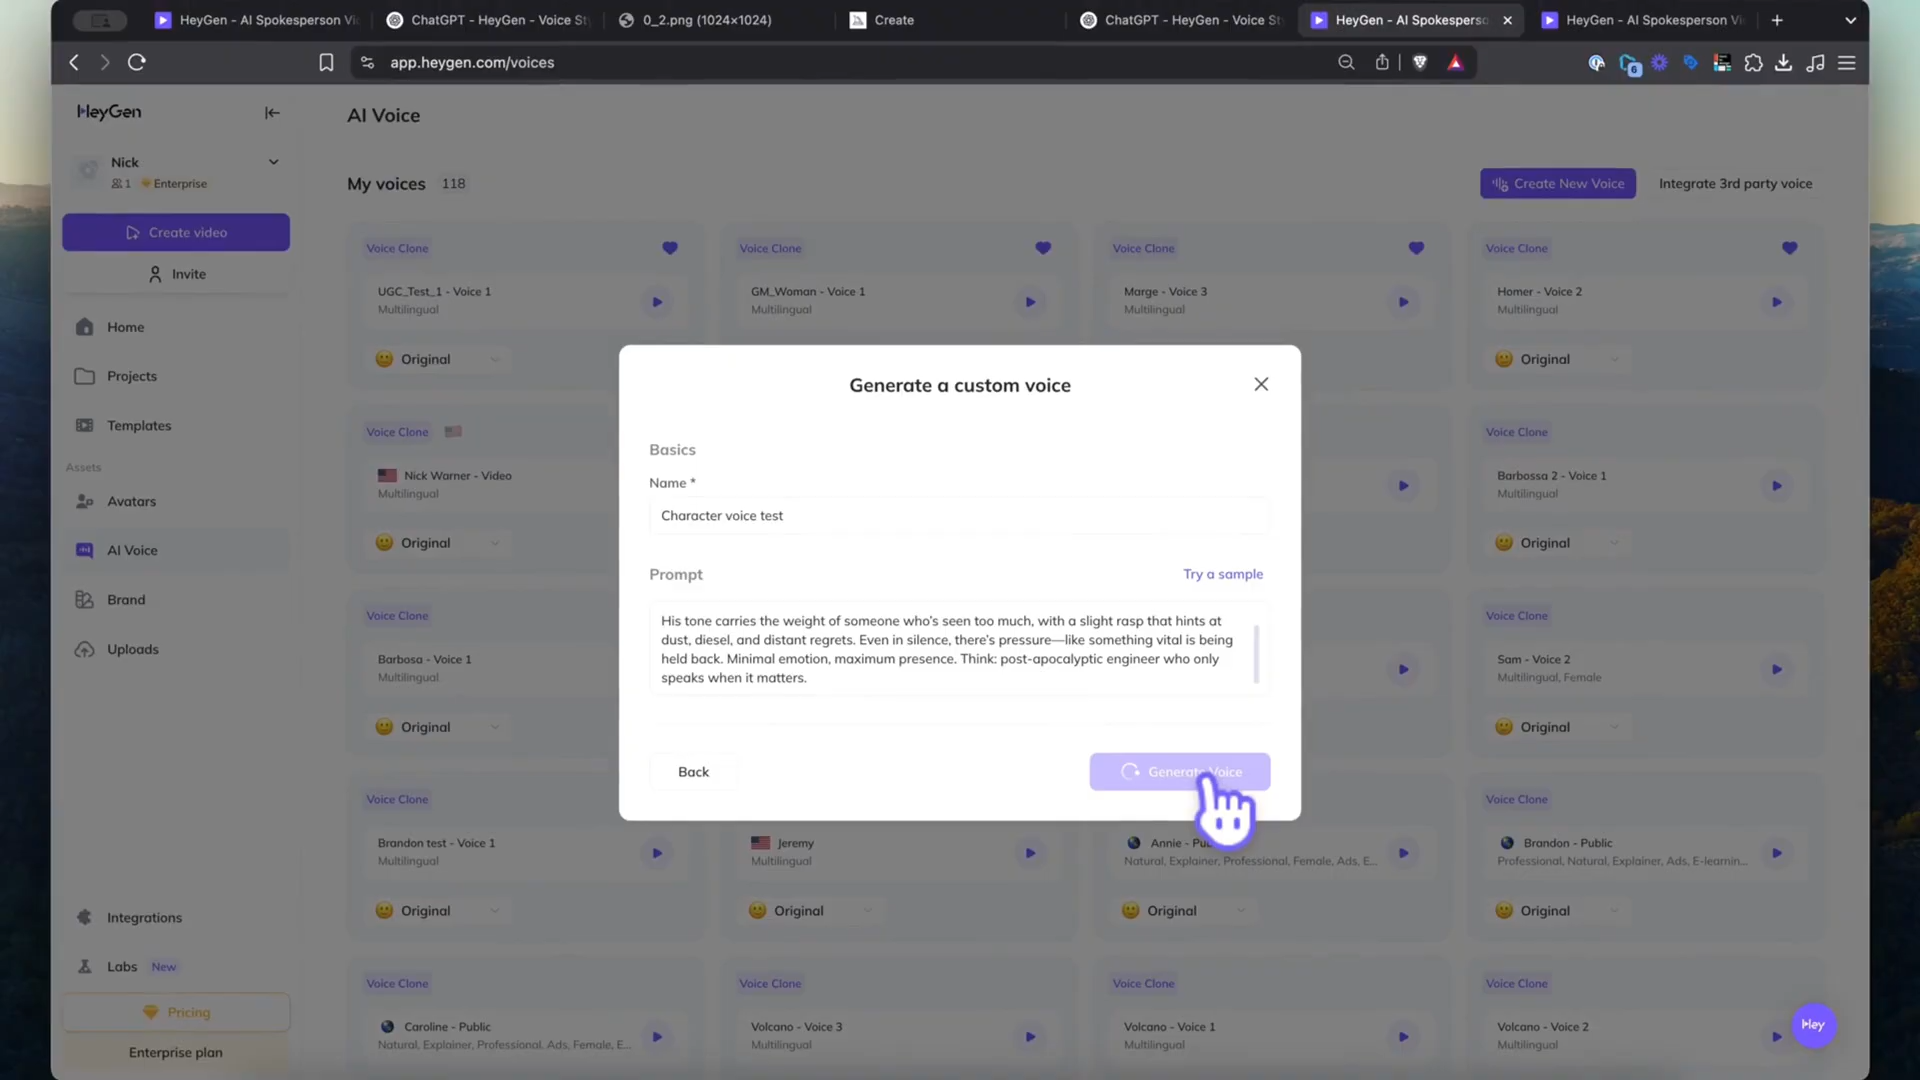 HeyGen - AI Spokesperson Vi
ChatGPT - HeyGen - Voice St
0_2.png (1024×1024)
Create
ChatGPT - HeyGen - Voice St
HeyGen - AI Spokesperso
HeyGen - AI Spokesperson Vi
app.heygen.com/voices
6
HeyGen
AI Voice
Nick
1 Enterprise
My voices 118
Create New Voice
Integrate 3rd party voice
Create video
Invite
Home
Projects
Templates
Assets
Avatars
AI Voice
Brand
Uploads
Integrations
Labs New
Pricing
Enterprise plan
Voice Clone
UGC_Test_1 - Voice 1
Multilingual
Original
Voice Clone
GM_Woman - Voice 1
Multilingual
Voice Clone
Marge - Voice 3
Multilingual
Voice Clone
Homer - Voice 2
Multilingual
Original
Voice Clone
Nick Warner - Video
Multilingual
Original
Voice Clone
Barbossa 2 - Voice 1
Multilingual
Original
Voice Clone
Barbosa - Voice 1
Multilingual
Original
Voice Clone
Sam - Voice 2
Multilingual, Female
Original
Generate a custom voice
Basics
Name *
Character voice test
Prompt
Try a sample
His tone carries the weight of someone who's seen too much, with a slight rasp that hints at
dust, diesel, and distant regrets. Even in silence, there's pressure—like something vital is being
held back. Minimal emotion, maximum presence. Think: post-apocalyptic engineer who only
speaks when it matters.
Back
Generate Voice
Voice Clone
Brandon test - Voice 1
Multilingual
Original
Jeremy
Multilingual
Original
Annie - Pu
Natural, Explainer, Professional, Female, Ads, E...
Original
Voice Clone
Brandon - Public
Professional, Natural, Explainer, Ads, E-learnin...
Original
Voice Clone
Caroline - Public
Natural, Explainer, Professional, Ads, Female, E...
Voice Clone
Volcano - Voice 3
Multilingual
Voice Clone
Volcano - Voice 1
Multilingual
Voice Clone
Volcano - Voice 2
Multilingual
Hey